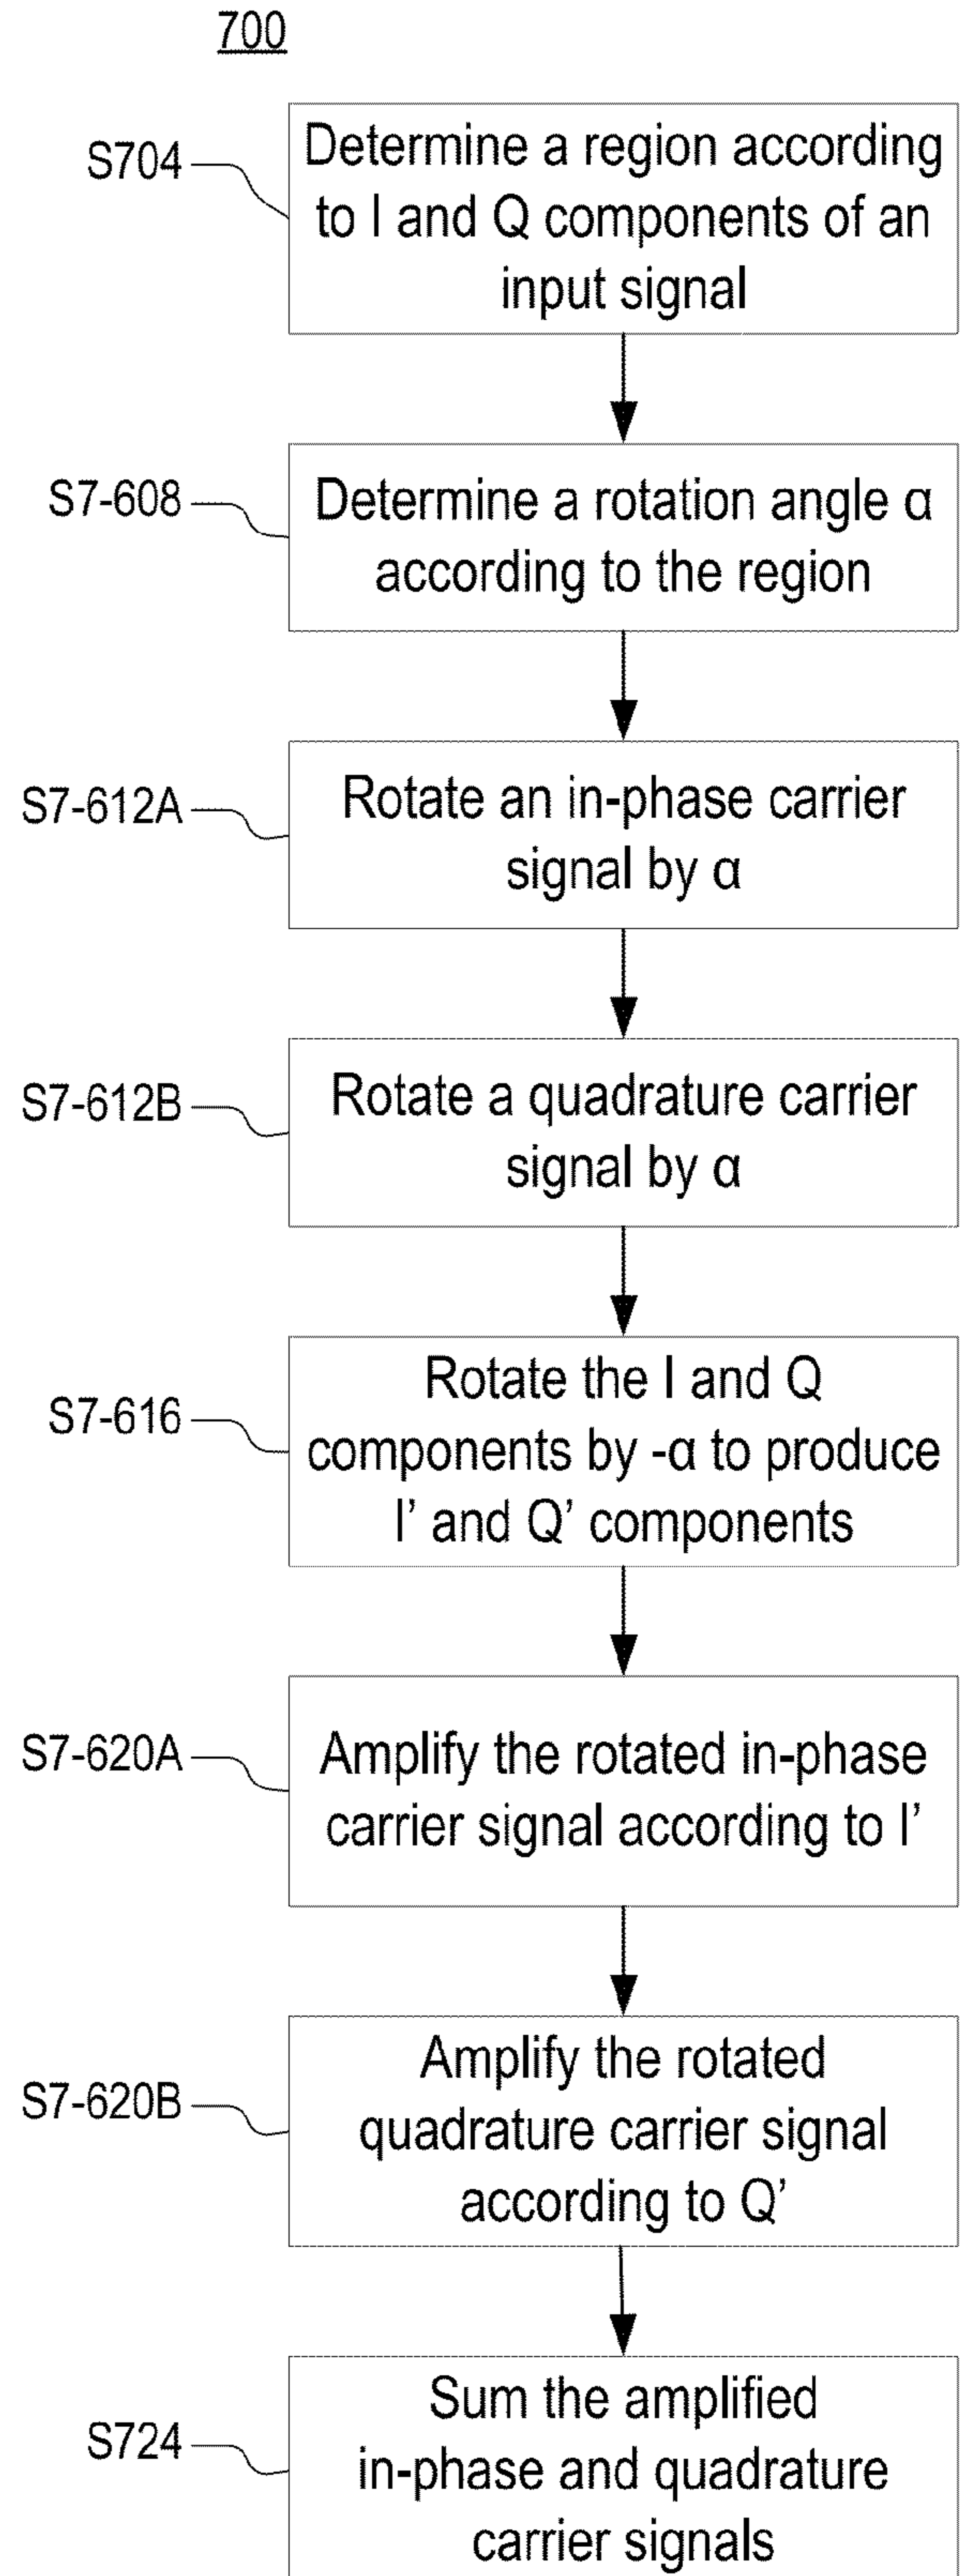 700
S704
Determine a region according
to I and Q components of an
input signal
S7-608
Determine a rotation angle α
according to the region
S7-612A
Rotate an in-phase carrier
signal by α
S7-612B
Rotate a quadrature carrier
signal by α
S7-616
Rotate the I and Q
components by -α to produce
I’ and Q’ components
S7-620A
Amplify the rotated in-phase
carrier signal according to I’
S7-620B
Amplify the rotated
quadrature carrier signal
according to Q’
S724
Sum the amplified
in-phase and quadrature
carrier signals